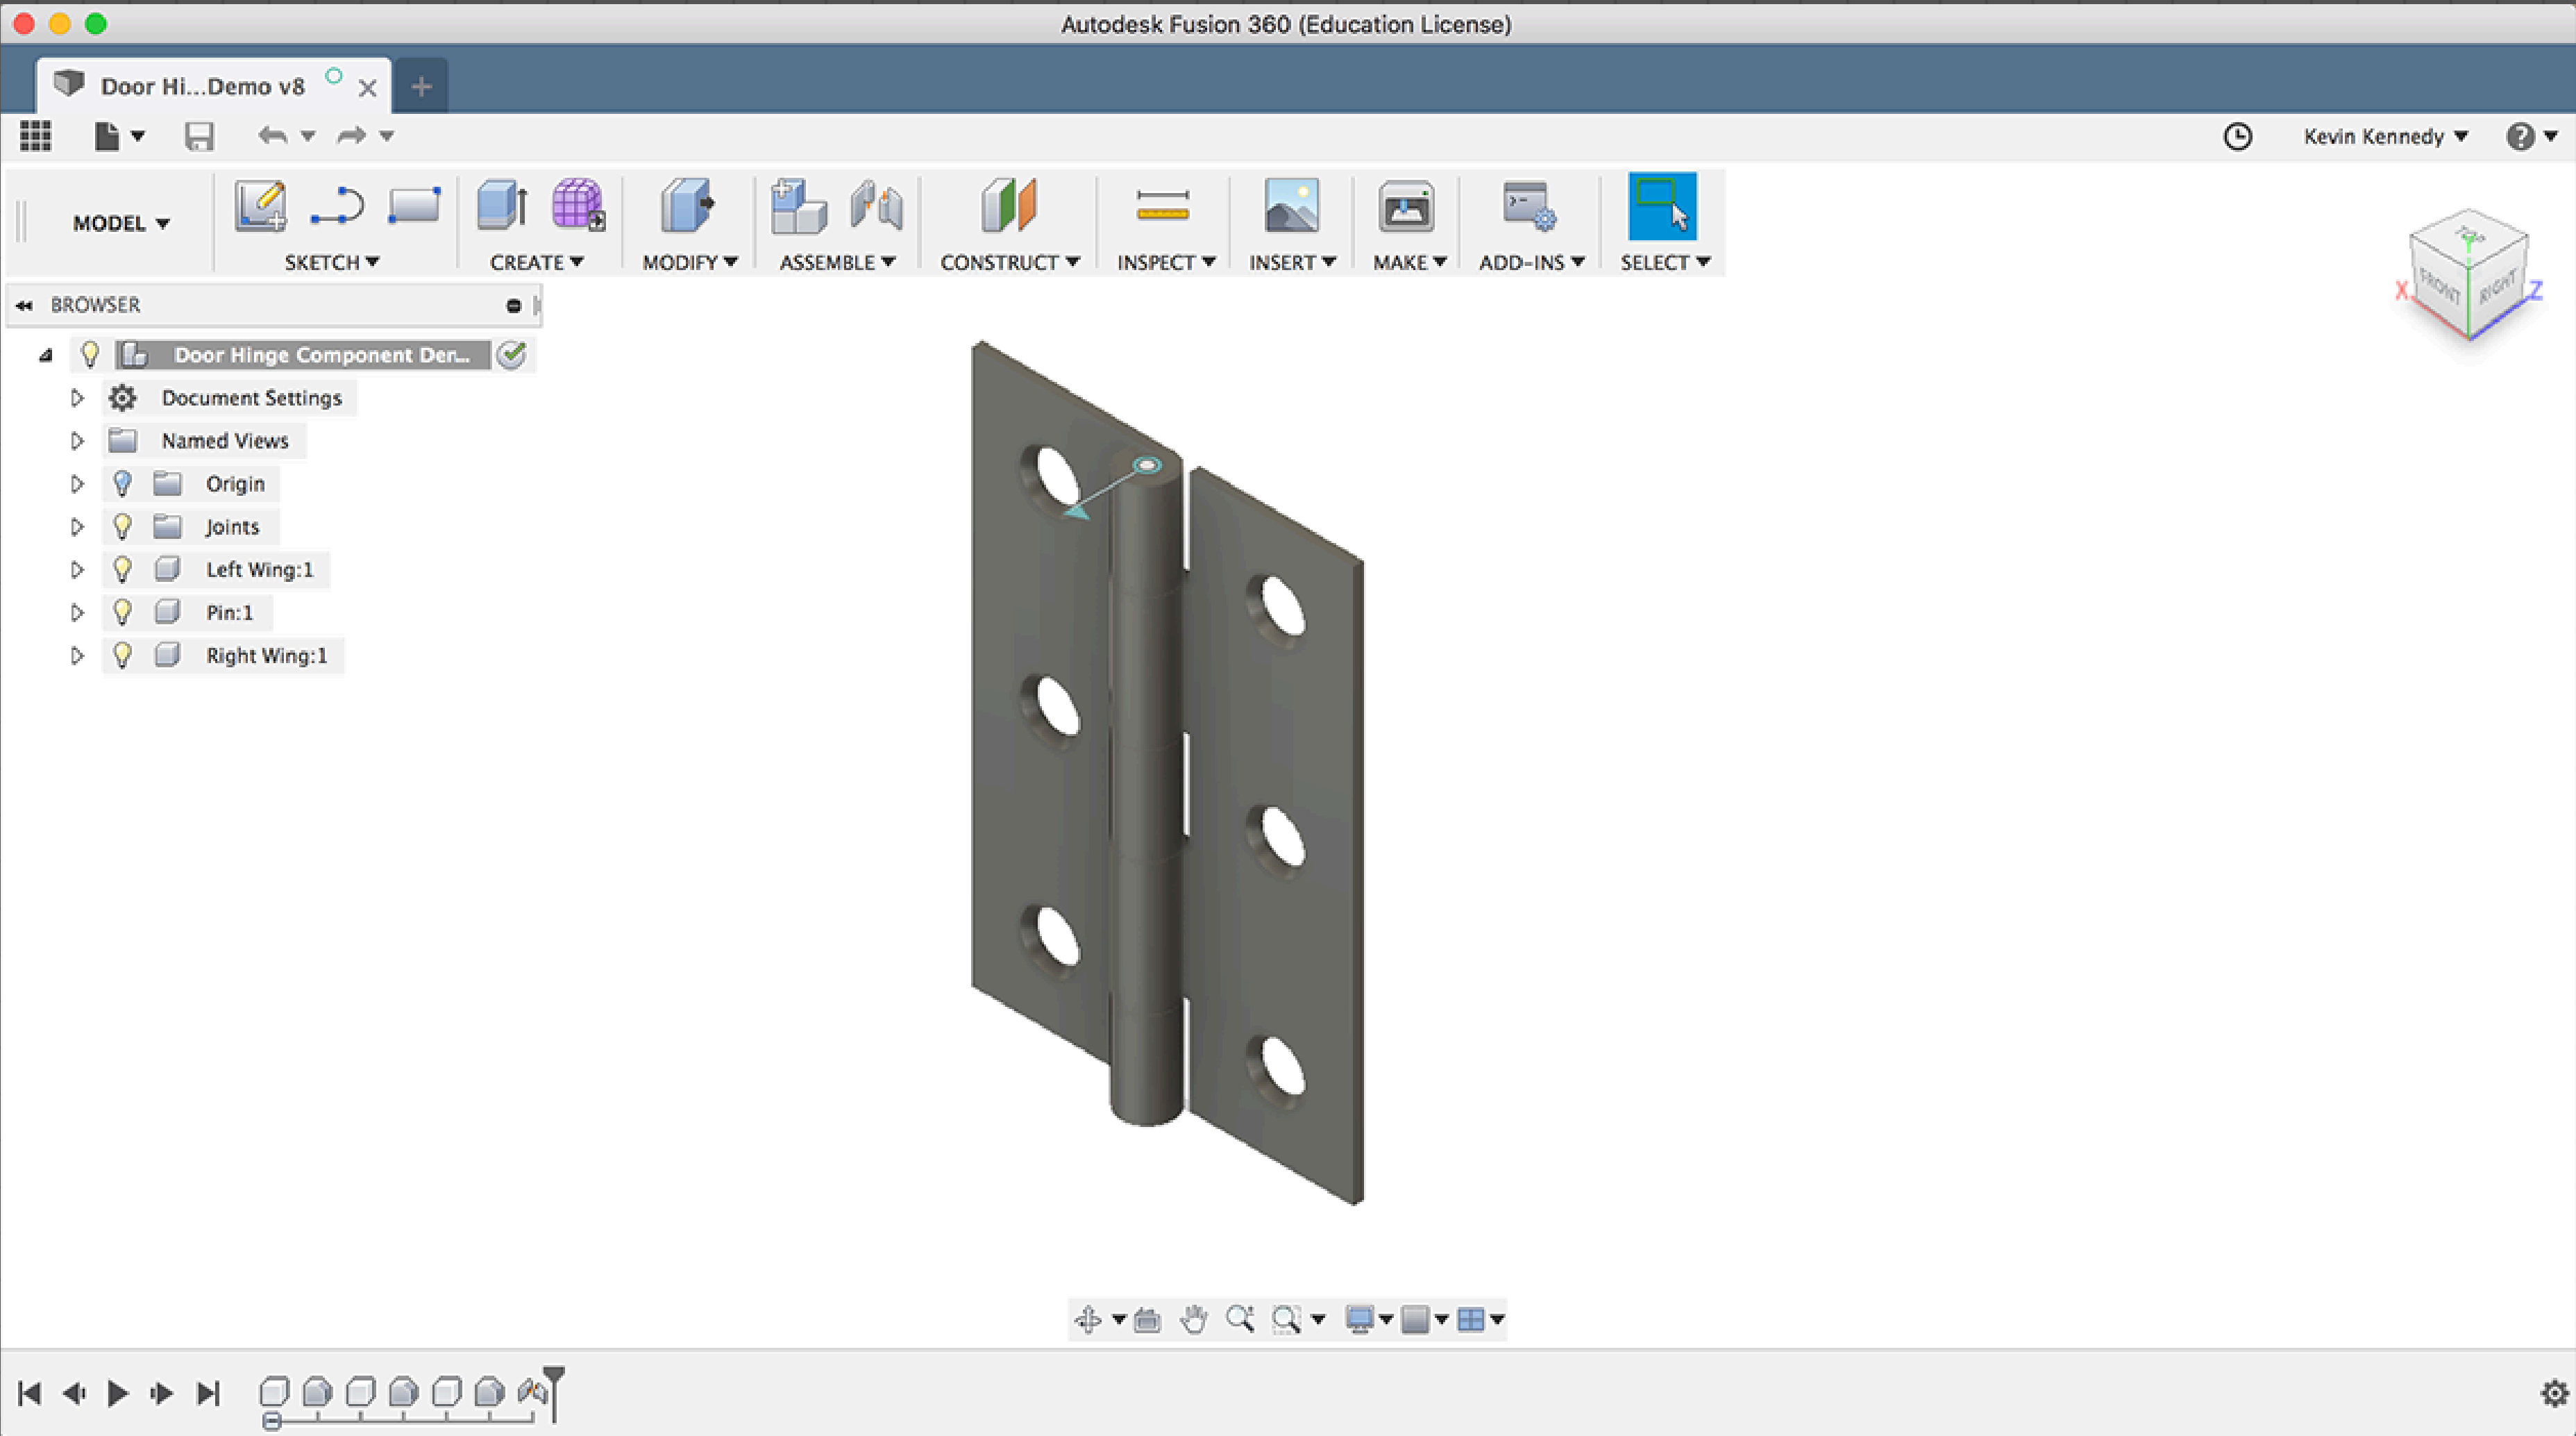 Autodesk Fusion 360 (Education License)
Door Hi...Demo v8
Kevin Kennedy
MODEL
SKETCH
CREATE
MODIFY
ASSEMBLE
CONSTRUCT
INSPECT
INSERT
MAKE
ADD-INS
SELECT
TOP
FRONT
RIGHT
X
Z
BROWSER
Door Hinge Component Der...
Document Settings
Named Views
Origin
Joints
Left Wing:1
Pin:1
Right Wing:1